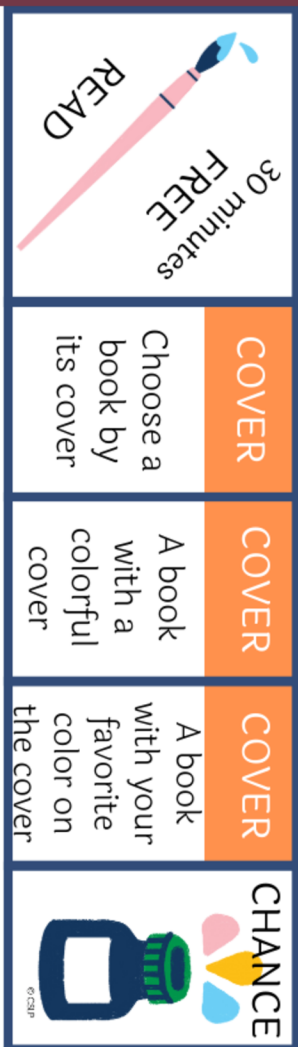 30 minutes
FREE
READ
COVER
Choose a
book by
its cover
COVER
A book
with a
colorful
cover
COVER
A book
with your
favorite
color on
the cover
CHANCE
© CSLP